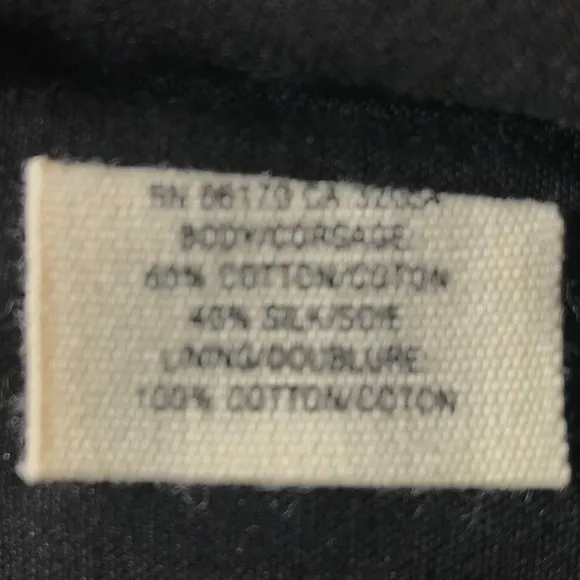 BODY/CORSAGE
60% COTTON/COTON
40% SILK/SOIE
LINING/DOUBLURE
100% COTTON/COTON